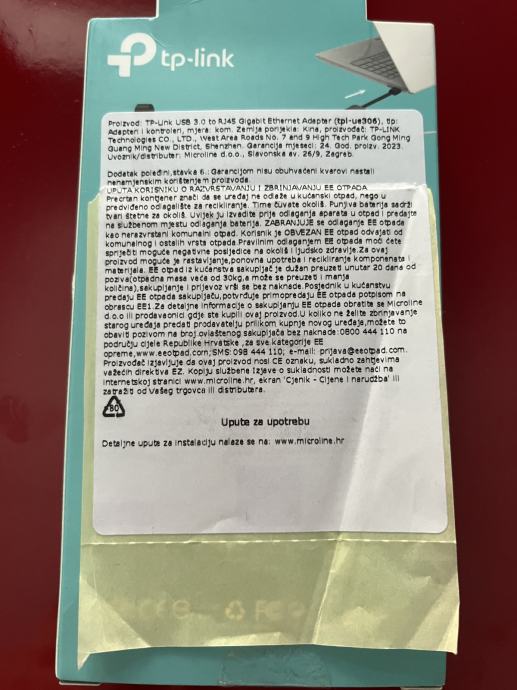 tp-link
Proizvod: TP-Link USB 3.0 to RJ45 Gigabit Ethernet Adapter (tpl-ue306), tip:
Adapteri i kontroleri, mjera: kom. Zemlja porijekla: Kina, proizvođač: TP-LINK
Technologies CO., LTD., West Area Roads No. 7 and 9 High Tech Park Gong Ming
Guang Ming New District, Shenzhen. Garancija mjeseci: 24. God. proizv. 2023.
Uvoznik/distributer: Microline d.o.o., Slavonska av. 26/9, Zagreb.
Dodatak poleđini, stavka 6.: Garancijom nisu obuhvaćeni kvarovi nastali
nenamjenskim korištenjem proizvoda.
UPUTA KORISNIKU O RAZVRSTAVANJU I ZBRINJAVANJU EE OTPADA
Precrtan kontejner znači da se uređaj ne odlaže u kućanski otpad, nego u
predviđeno odlagalište za recikliranje. Time čuvate okoliš. Punjiva baterija sadrži
tvari štetne za okoliš. Uvijek ju izvadite prije odlaganja aparata u otpad i predajte
na službenom mjestu odlaganja baterija. ZABRANJUJE se odlaganje EE otpada
kao nerazvrstani komunalni otpad. Korisnik je OBVEZAN EE otpad odvajati od
komunalnog i ostalih vrsta otpada.Pravilnim odlaganjem EE otpada moći ćete
spriječiti moguće negativne posljedice na okoliš i ljudsko zdravlje.Za ovaj
proizvod moguće je rastavljanje,ponovna upotreba i recikliranje komponenata i
materijala. EE otpad iz kućanstva sakupljač je dužan preuzeti unutar 20 dana od
poziva(otpadna masa veća od 30kg,a može se preuzeti i manja
količina),sakupljanje i prijevoz vrši se bez naknade.Posjednik u kućanstvu
predaju EE otpada sakupljaču,potvrđuje primopredaju EE otpada potpisom na
obrascu EE1.Za detaljne informacije o sakupljanju EE otpada obratite se Microline
d.o.o ili prodavaonici gdje ste kupili ovaj proizvod.U koliko ne želite zbrinjavanje
starog uređaja predati prodavatelju prilikom kupnje novog uređaja,možete to
obaviti pozivom na broj ovlaštenog sakupljača bez naknade:0800 444 110 na
području cijele Republike Hrvatske ,za sve kategorije EE
opreme,www.eeotpad.com;SMS:098 444 110; e-mail: prijava@eeotpad.com.
Proizvođač izjavljuje da ovaj proizvod nosi CE oznaku, sukladno zahtjevima
važećih direktiva EZ. Kopiju službene Izjave o sukladnosti možete naći na
internetskoj stranici www.microline.hr, ekran 'Cjenik - Cijene i narudžba' ili
zatražiti od Vašeg trgovca ili distributera.
80
Upute za upotrebu
Detaljne upute za instalaciju nalaze se na: www.microline.hr